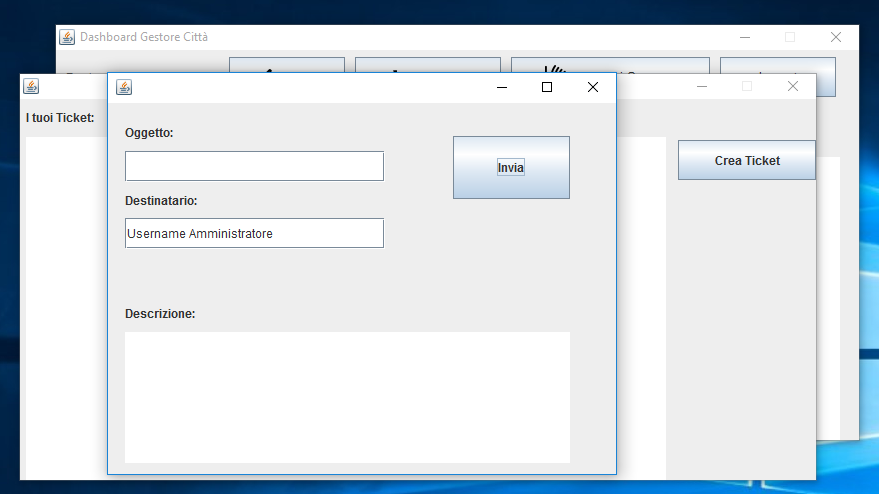 Dashboard Gestore Città
I tuoi Ticket:
Oggetto:
Invia
Crea Ticket
Destinatario:
Username Amministratore
Descrizione: